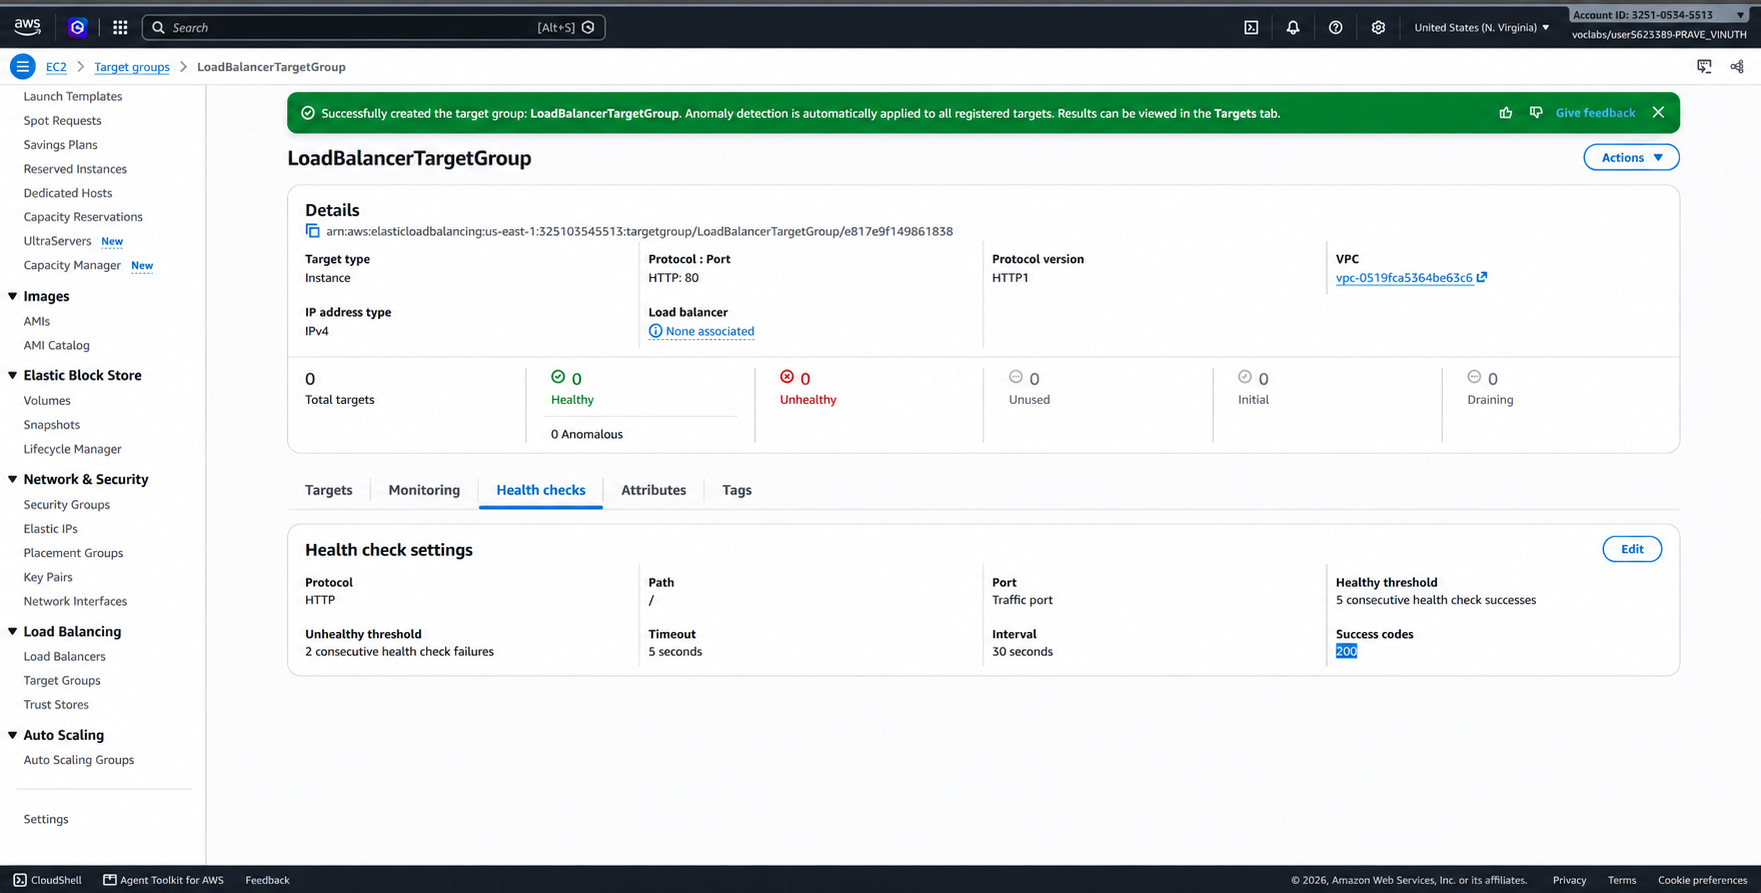 aws
Search [Alt+S]
United States (N. Virginia)
Account ID: 3251-0534-5513
voclabs/user5623389-PRAVE_VINUTH
EC2 > Target groups > LoadBalancerTargetGroup
Launch Templates
Spot Requests
Savings Plans
Reserved Instances
Dedicated Hosts
Capacity Reservations
UltraServers New
Capacity Manager New
Images
AMIs
AMI Catalog
Elastic Block Store
Volumes
Snapshots
Lifecycle Manager
Network & Security
Security Groups
Elastic IPs
Placement Groups
Key Pairs
Network Interfaces
Load Balancing
Load Balancers
Target Groups
Trust Stores
Auto Scaling
Auto Scaling Groups
Settings
Successfully created the target group: LoadBalancerTargetGroup. Anomaly detection is automatically applied to all registered targets. Results can be viewed in the Targets tab.
Give feedback
LoadBalancerTargetGroup
Actions
Details
arn:aws:elasticloadbalancing:us-east-1:325103545513:targetgroup/LoadBalancerTargetGroup/e817e9f149861838
Target type
Instance
Protocol : Port
HTTP: 80
Protocol version
HTTP1
VPC
vpc-0519fca5364be63c6
IP address type
IPv4
Load balancer
None associated
0
Total targets
0
Healthy
0 Anomalous
0
Unhealthy
0
Unused
0
Initial
0
Draining
Targets
Monitoring
Health checks
Attributes
Tags
Health check settings
Edit
Protocol
HTTP
Path
/
Port
Traffic port
Healthy threshold
5 consecutive health check successes
Unhealthy threshold
2 consecutive health check failures
Timeout
5 seconds
Interval
30 seconds
Success codes
200
CloudShell
Agent Toolkit for AWS
Feedback
© 2026, Amazon Web Services, Inc. or its affiliates.
Privacy
Terms
Cookie preferences